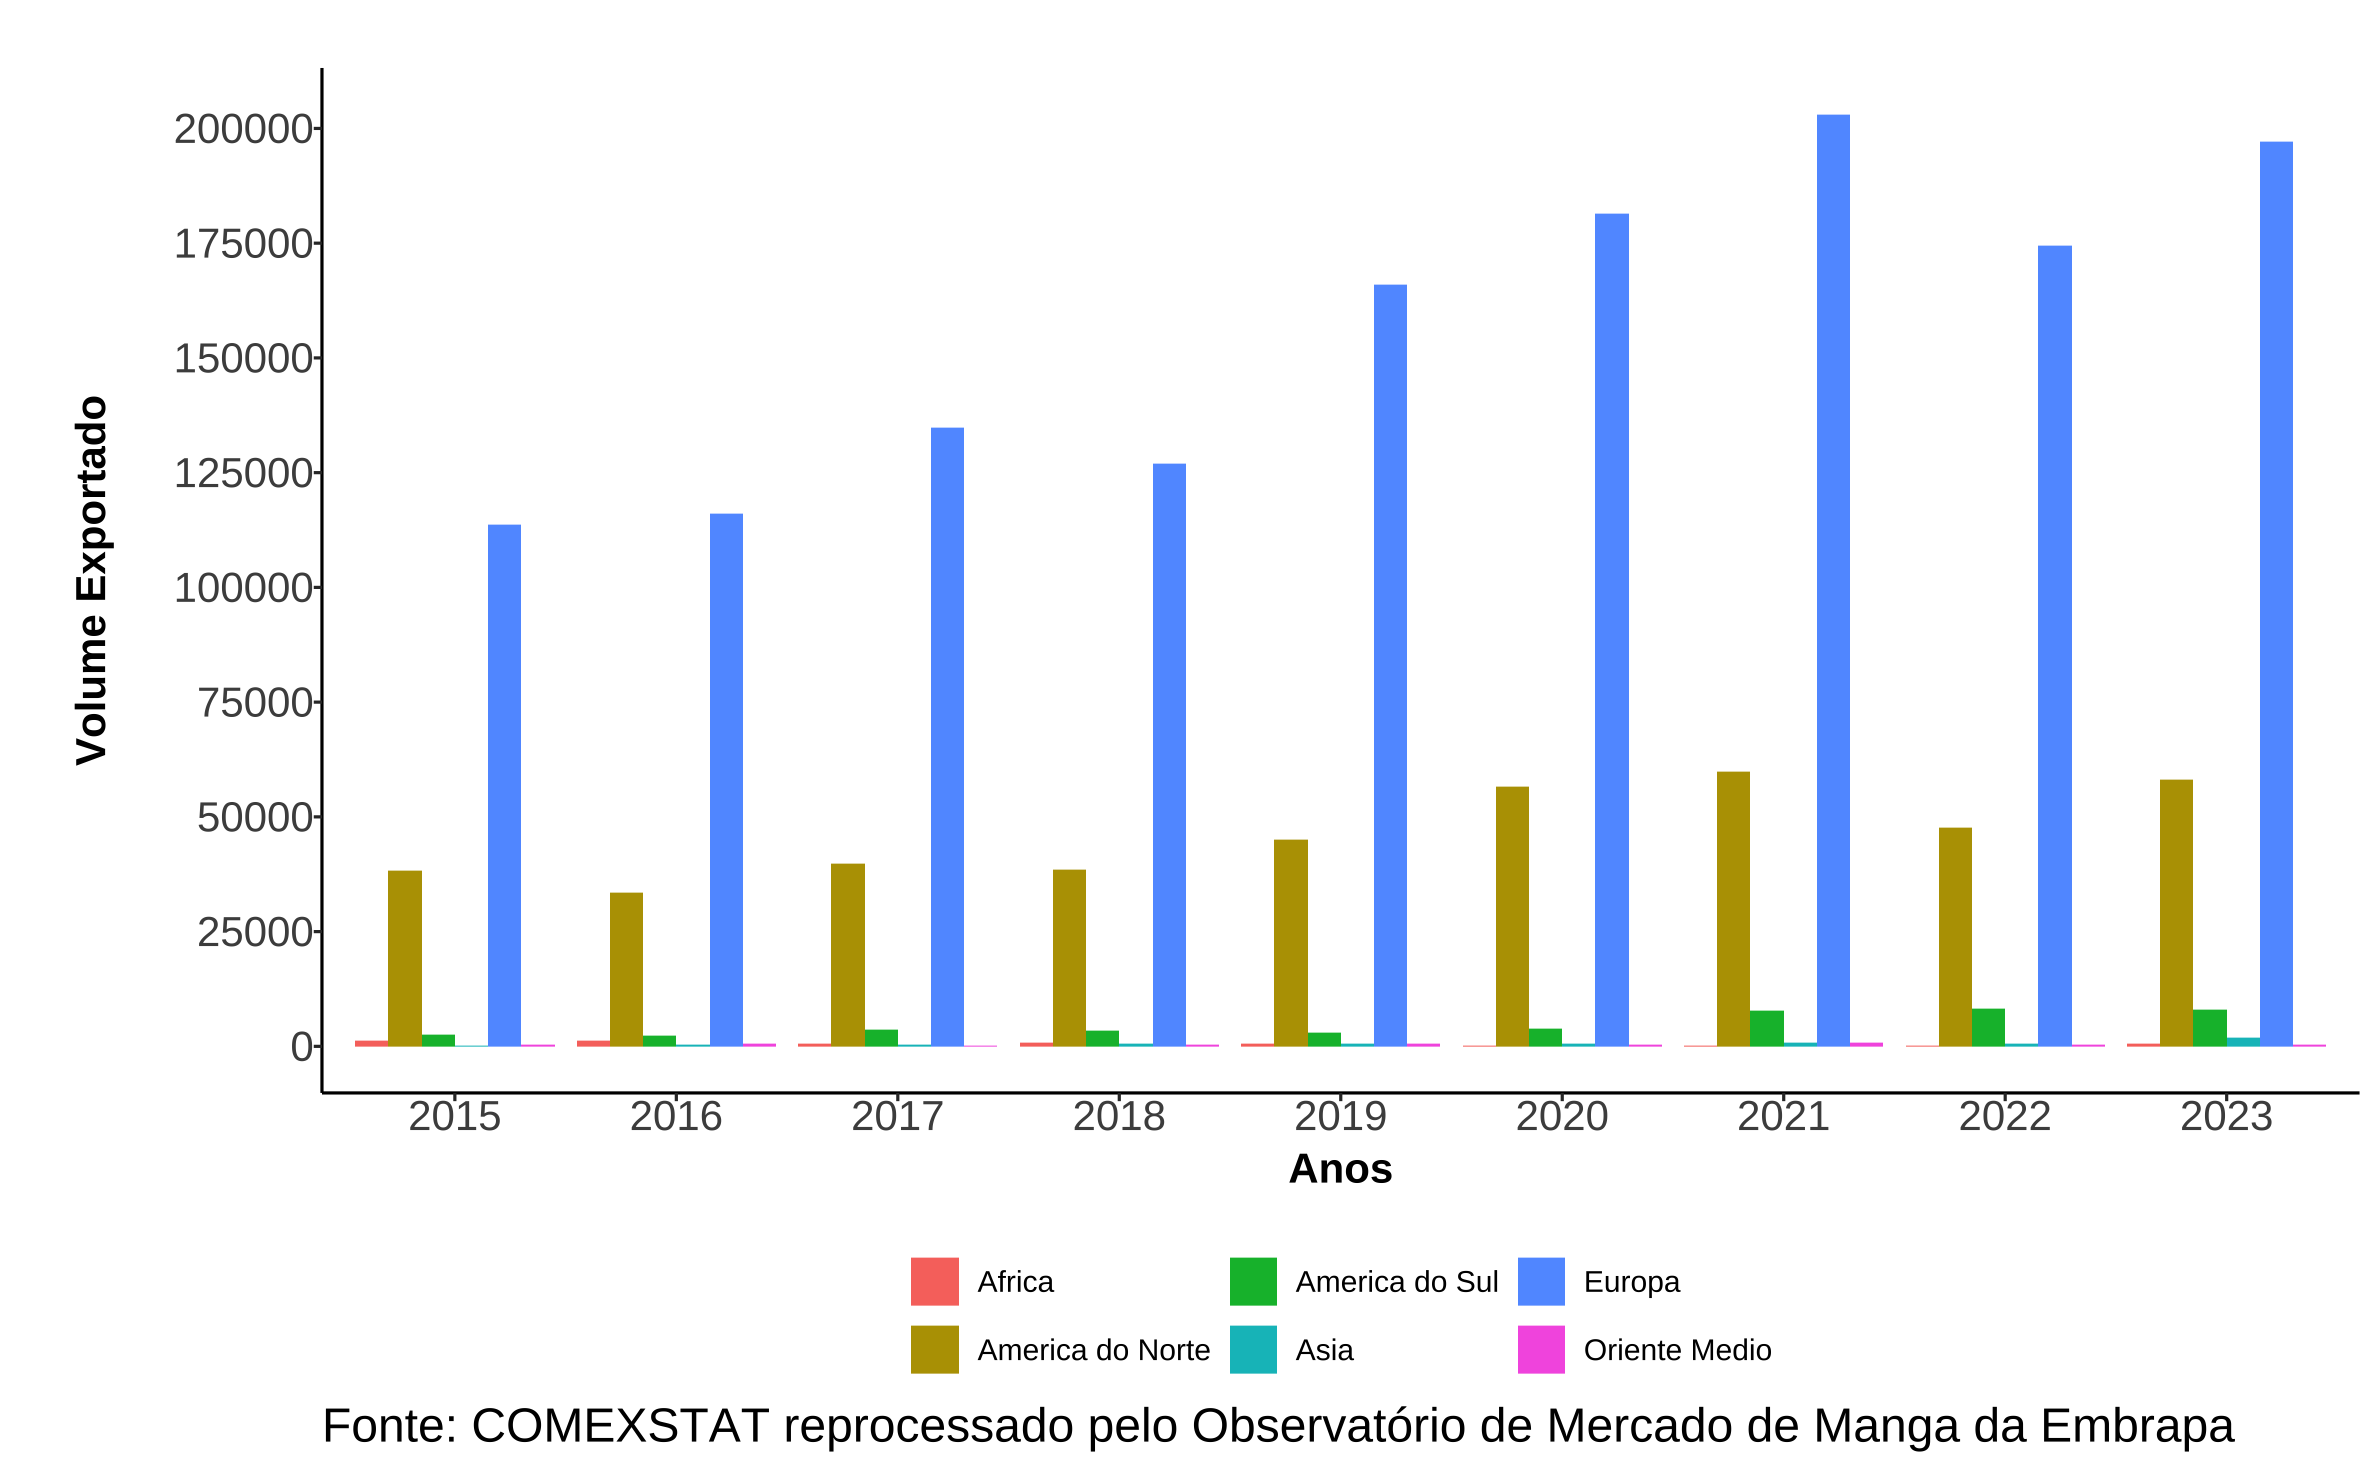 200000
175000
150000
125000
100000
75000
50000
25000
0
Volume Exportado
2015 2016 2017 2018 2019 2020 2021 2022 2023
Anos
Africa America do Sul Europa
America do Norte Asia Oriente Medio
Fonte: COMEXSTAT reprocessado pelo Observatório de Mercado de Manga da Embrapa